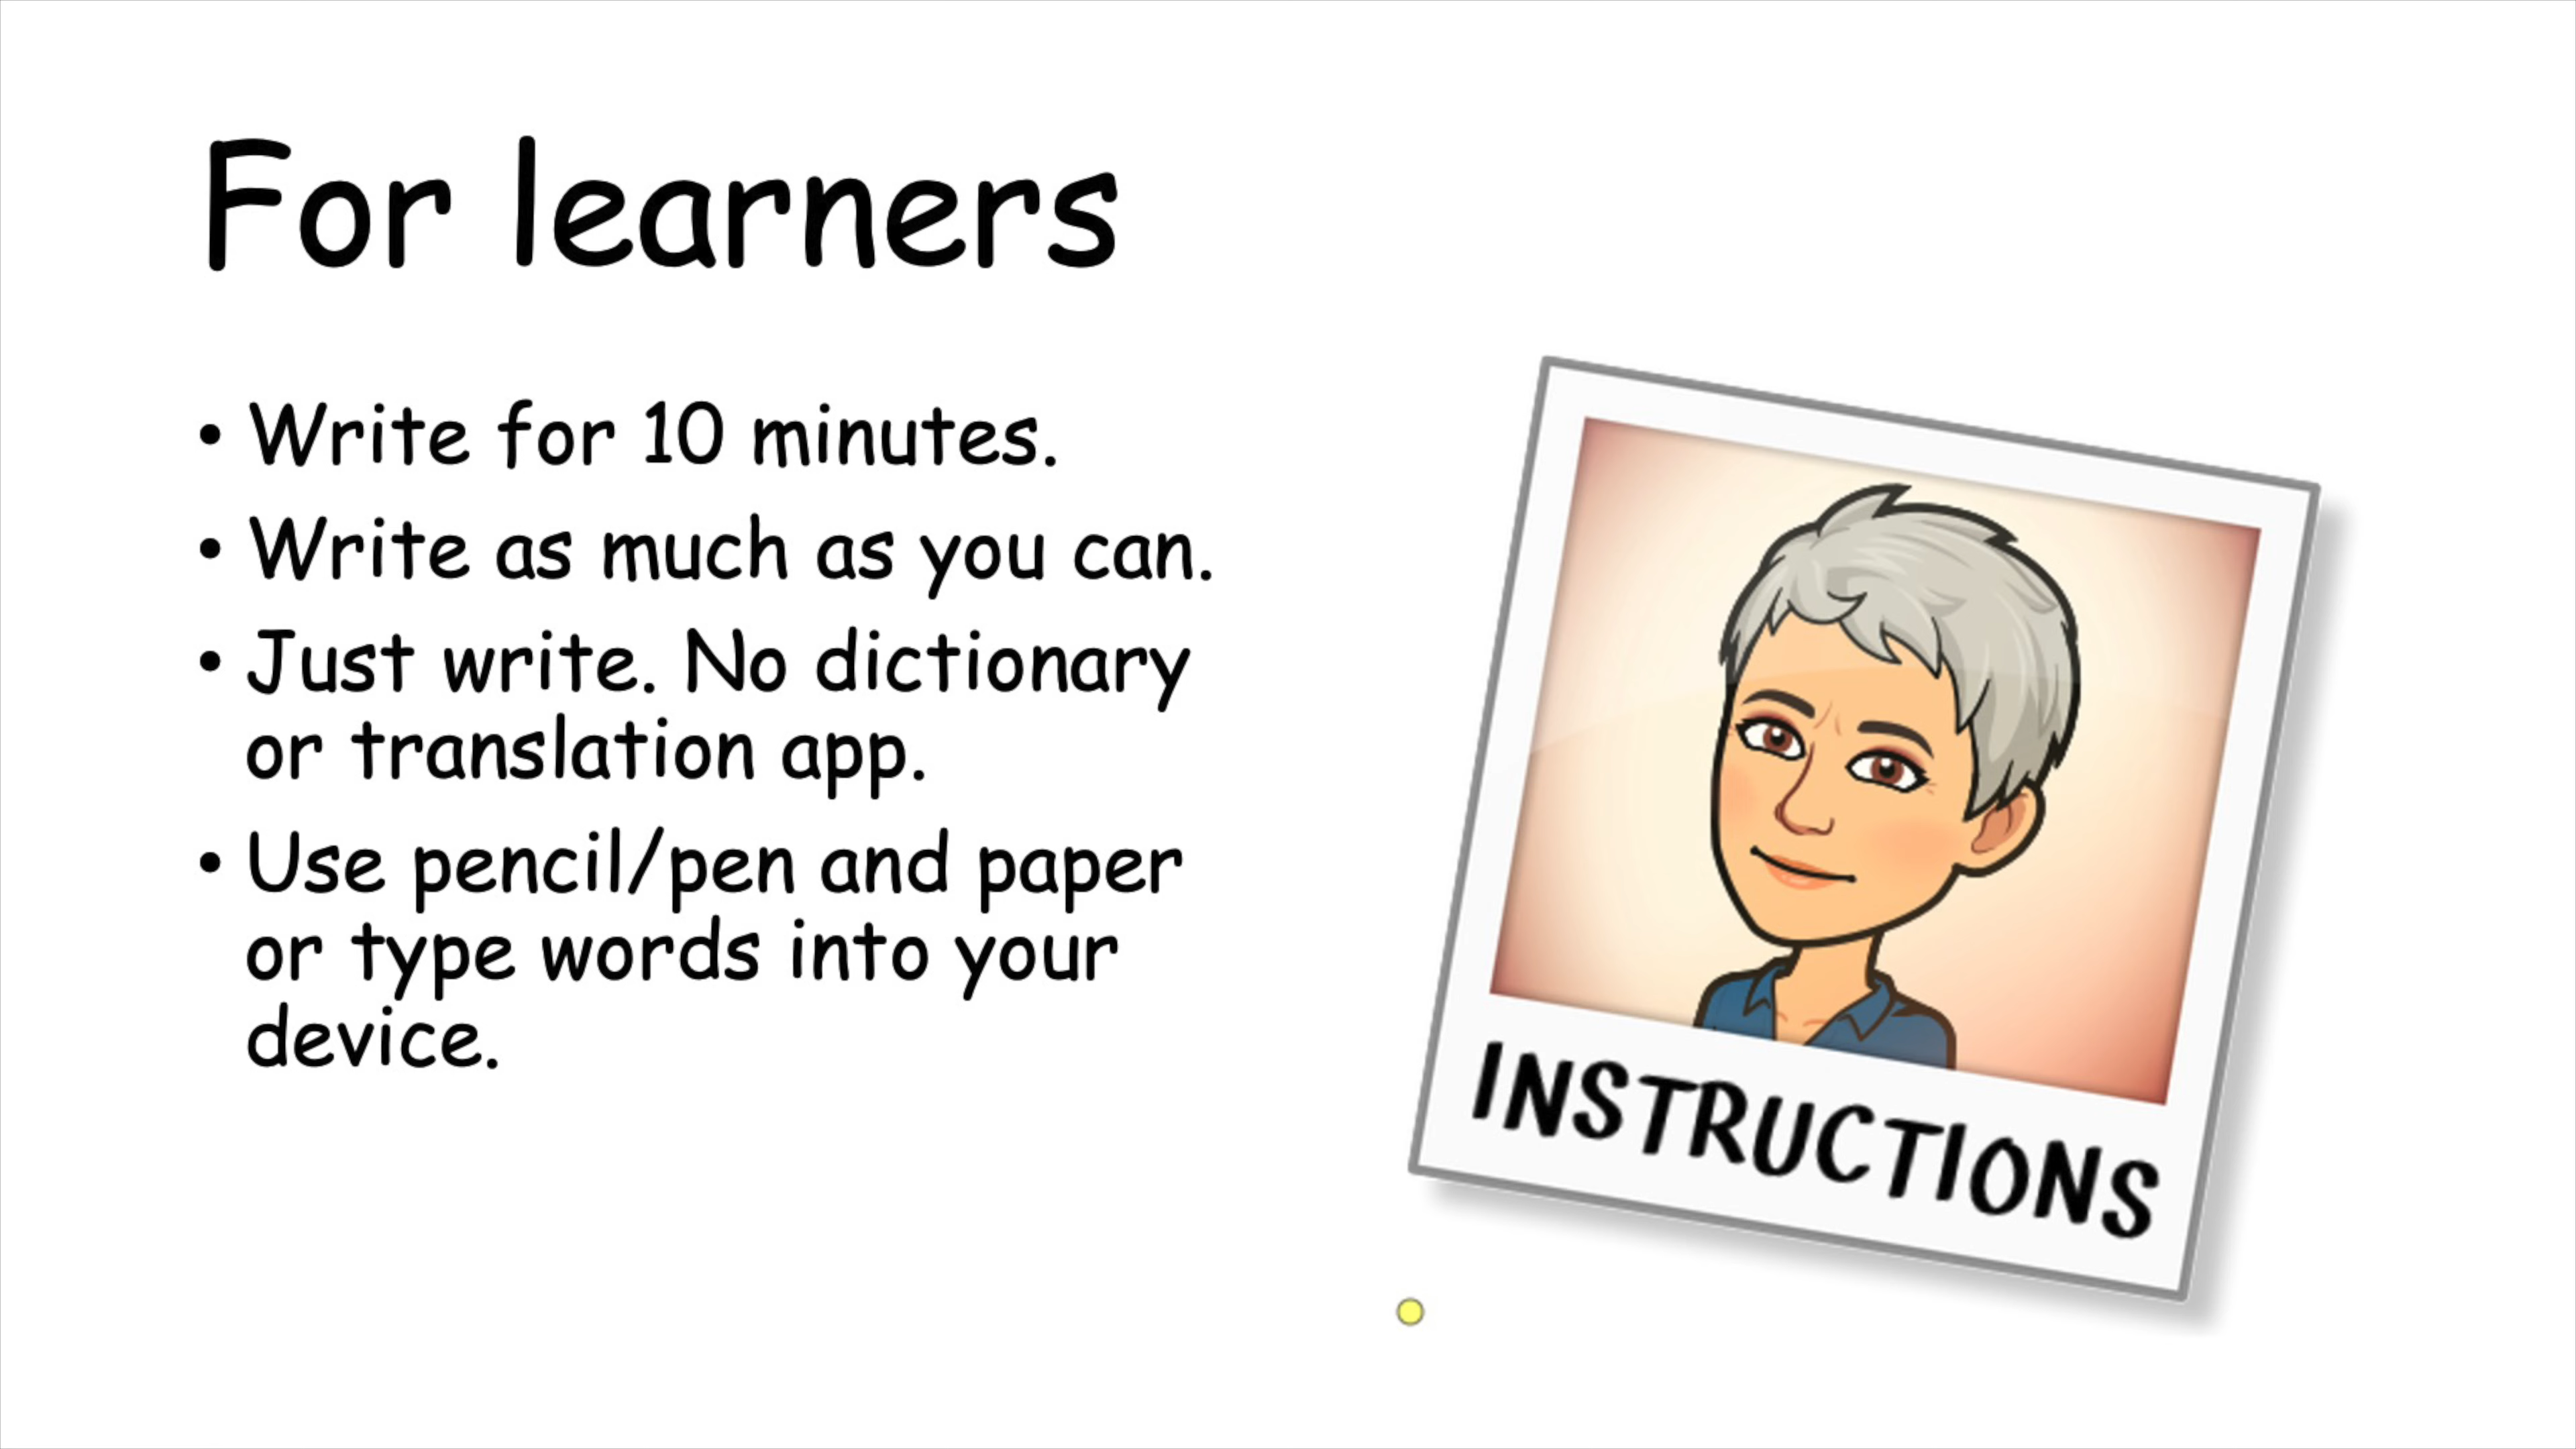 For learners
• Write for 10 minutes.
• Write as much as you can.
• Just write. No dictionary
or translation app.
• Use pencil/pen and paper
or type words into your
device.
INSTRUCTIONS